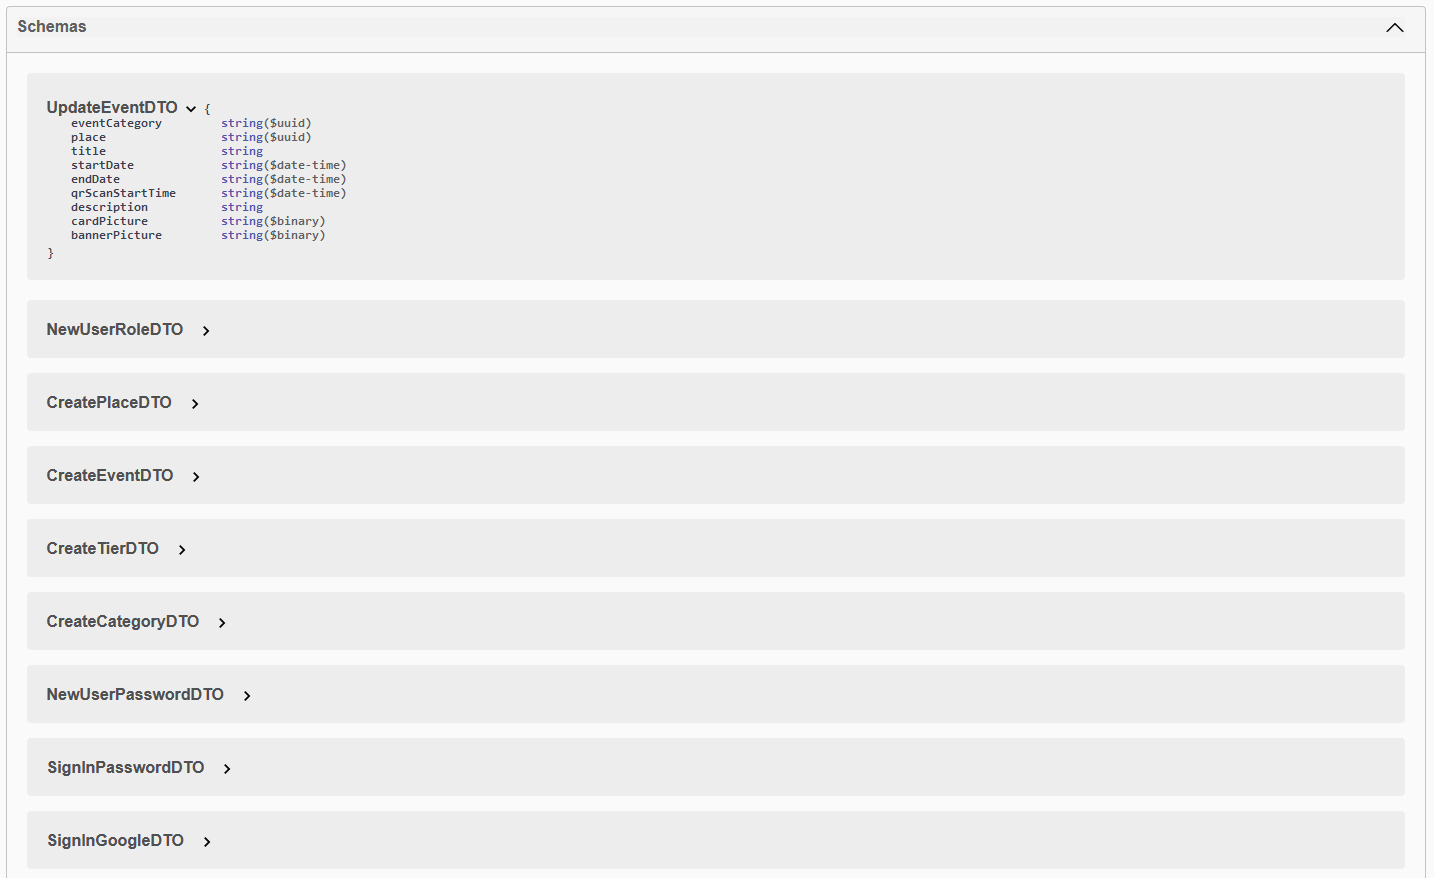 Schemas
UpdateEventDTO {
eventCategory string($uuid)
place string($uuid)
title string
startDate string($date-time)
endDate string($date-time)
qrScanStartTime string($date-time)
description string
cardPicture string($binary)
bannerPicture string($binary)
}
NewUserRoleDTO
CreatePlaceDTO
CreateEventDTO
CreateTierDTO
CreateCategoryDTO
NewUserPasswordDTO
SignInPasswordDTO
SignInGoogleDTO